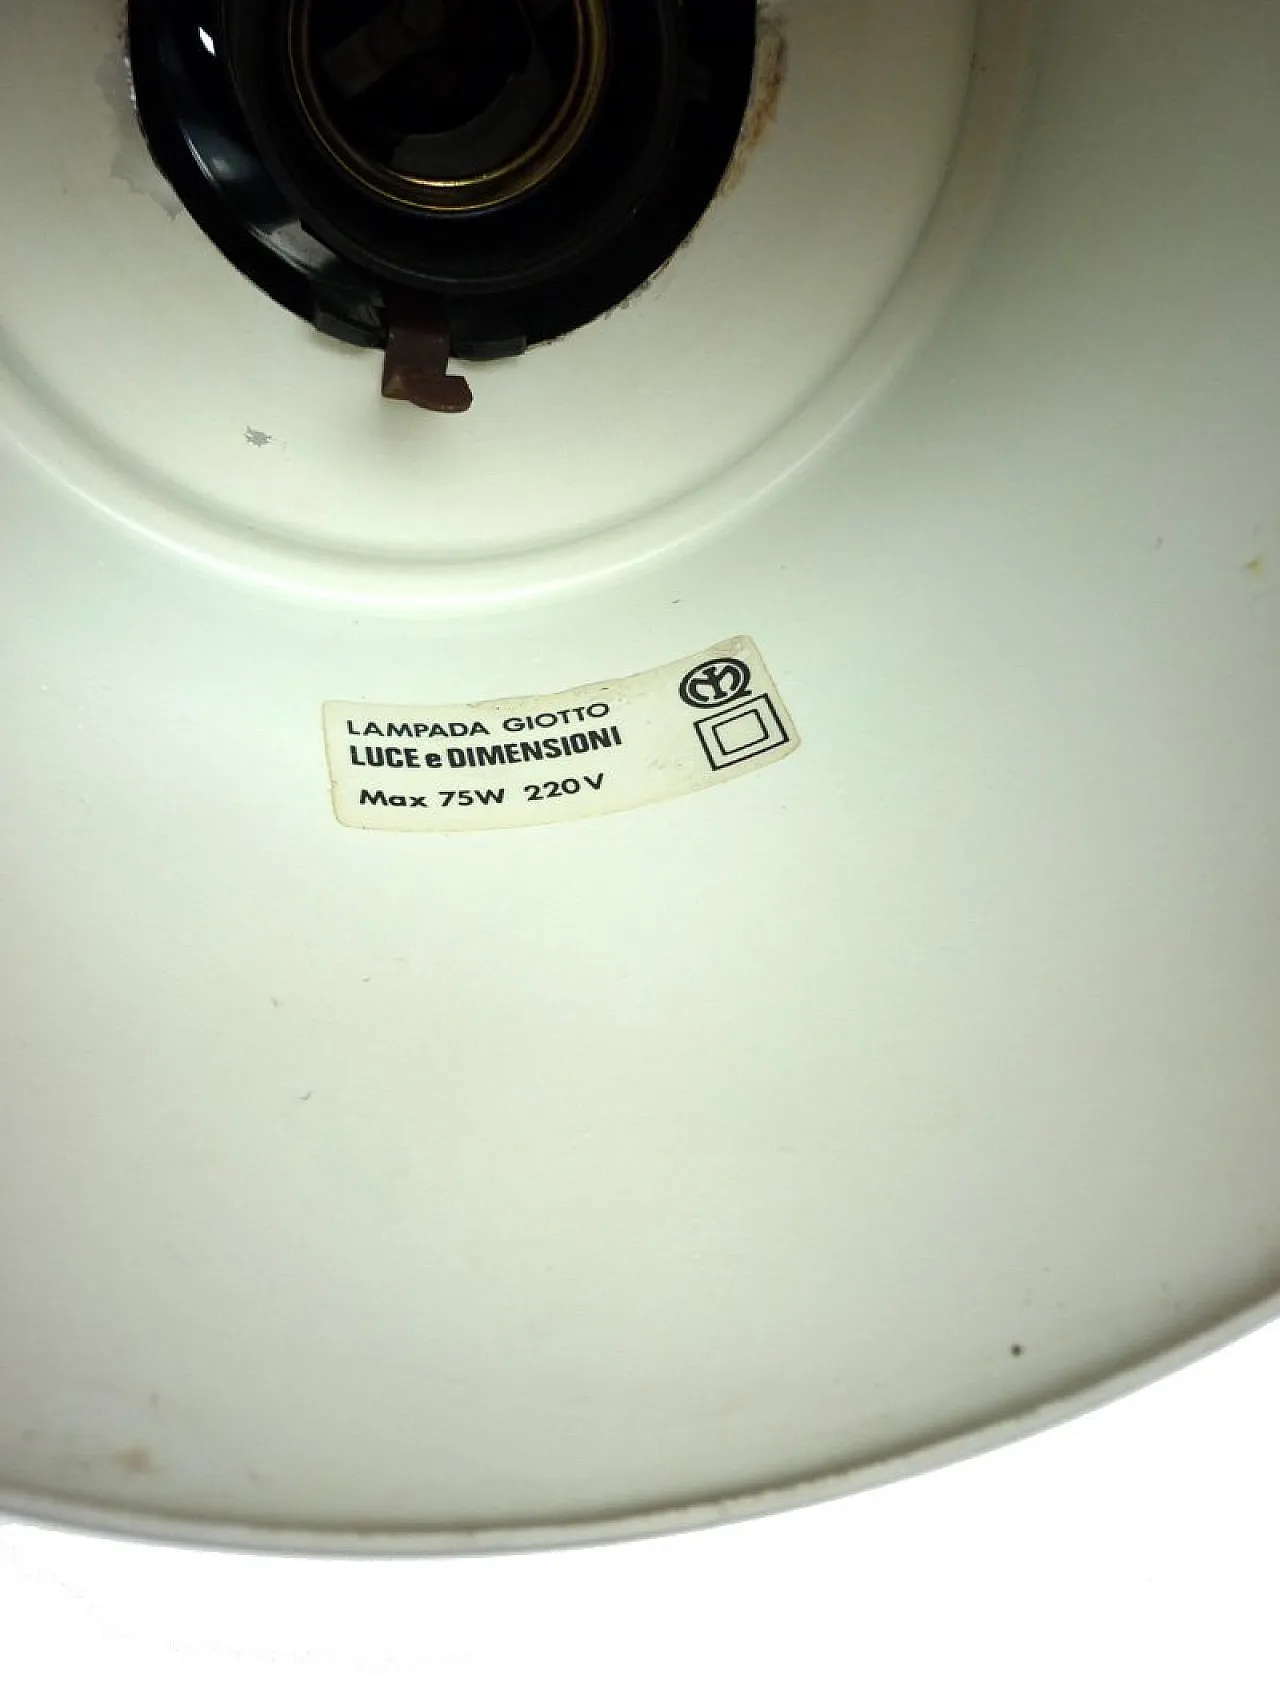 LAMPADA GIOTTO
LUCE e DIMENSIONI
Max 75W 220V